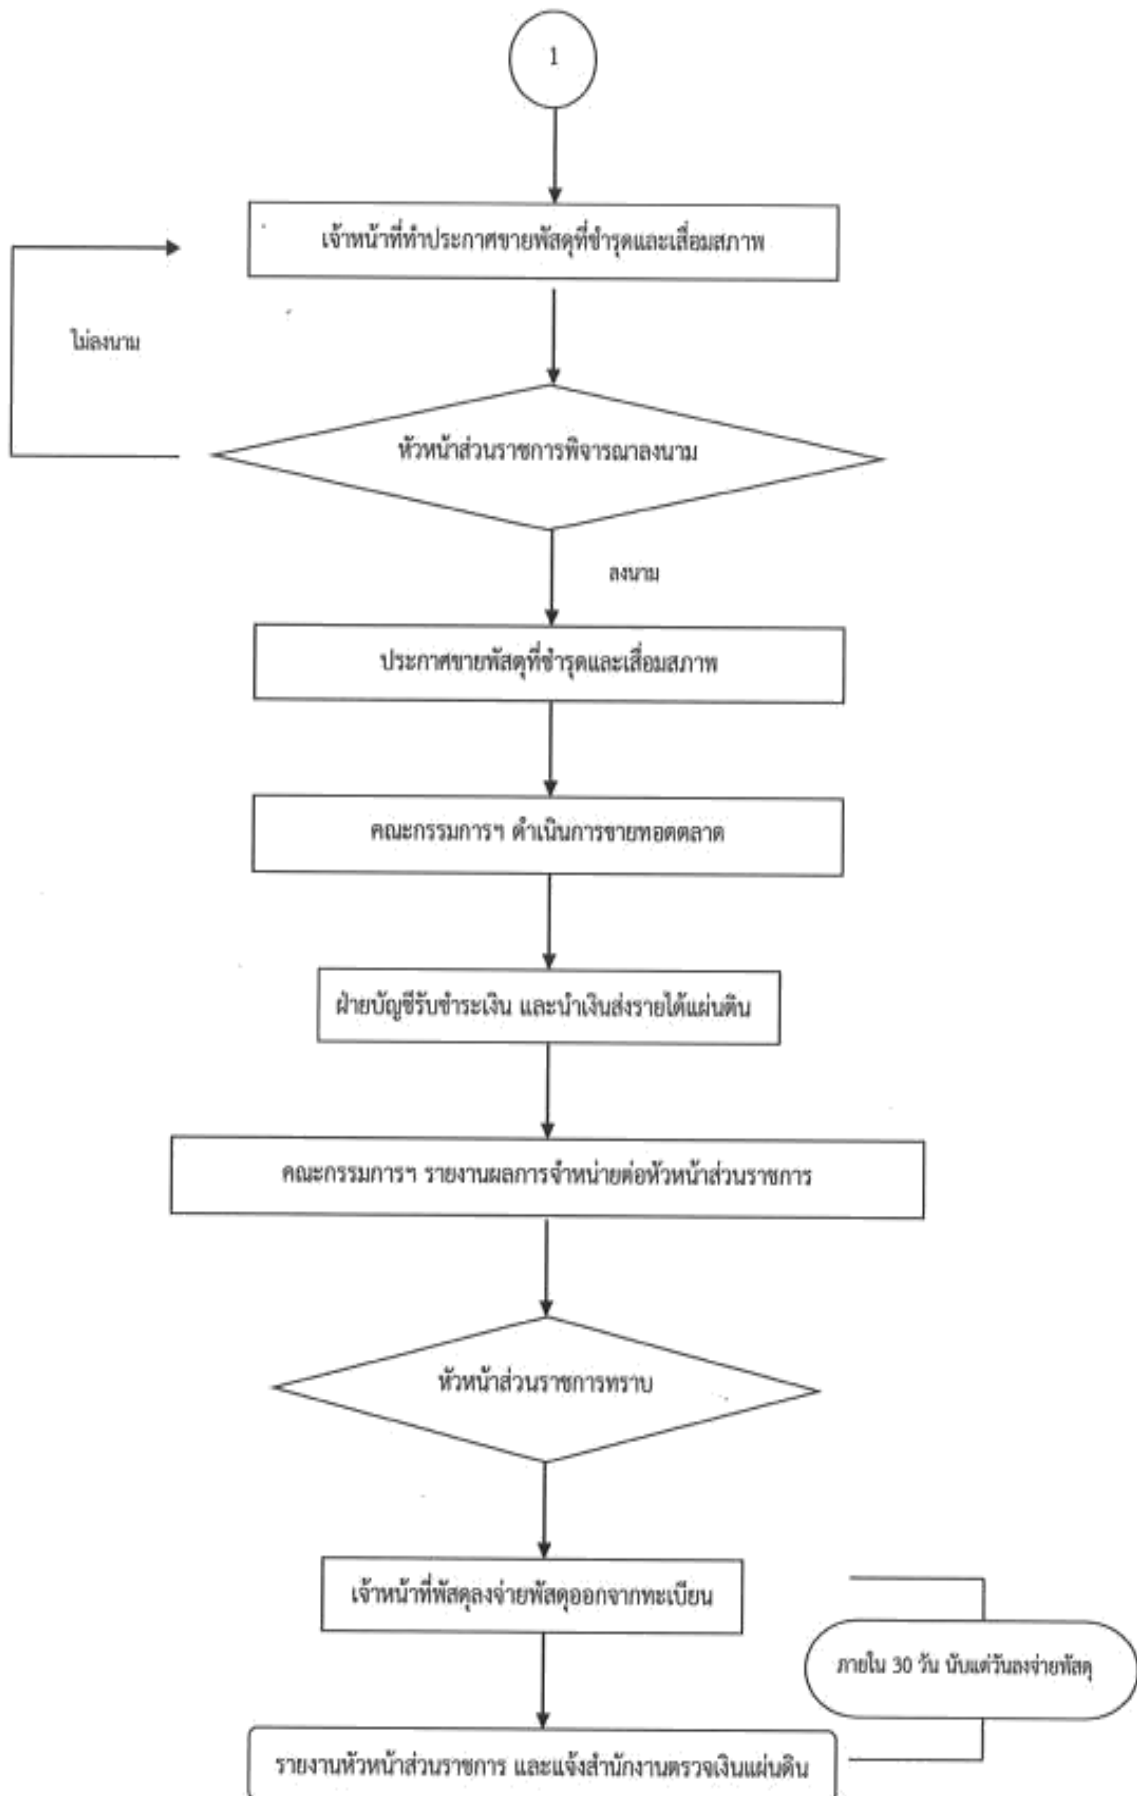 1
เจ้าหน้าที่ทำประกาศขายพัสดุที่ชำรุดและเสื่อมสภาพ
ไม่ลงนาม
หัวหน้าส่วนราชการพิจารณาลงนาม
ลงนาม
ประกาศขายพัสดุที่ชำรุดและเสื่อมสภาพ
คณะกรรมการฯ ดำเนินการขายทอดตลาด
ฝ่ายบัญชีรับชำระเงิน และนำเงินส่งรายได้แผ่นดิน
คณะกรรมการฯ รายงานผลการจำหน่ายต่อหัวหน้าส่วนราชการ
หัวหน้าส่วนราชการทราบ
เจ้าหน้าที่พัสดุลงจ่ายพัสดุออกจากทะเบียน
ภายใน 30 วัน นับแต่วันลงจ่ายพัสดุ
รายงานหัวหน้าส่วนราชการ และแจ้งสำนักงานตรวจเงินแผ่นดิน